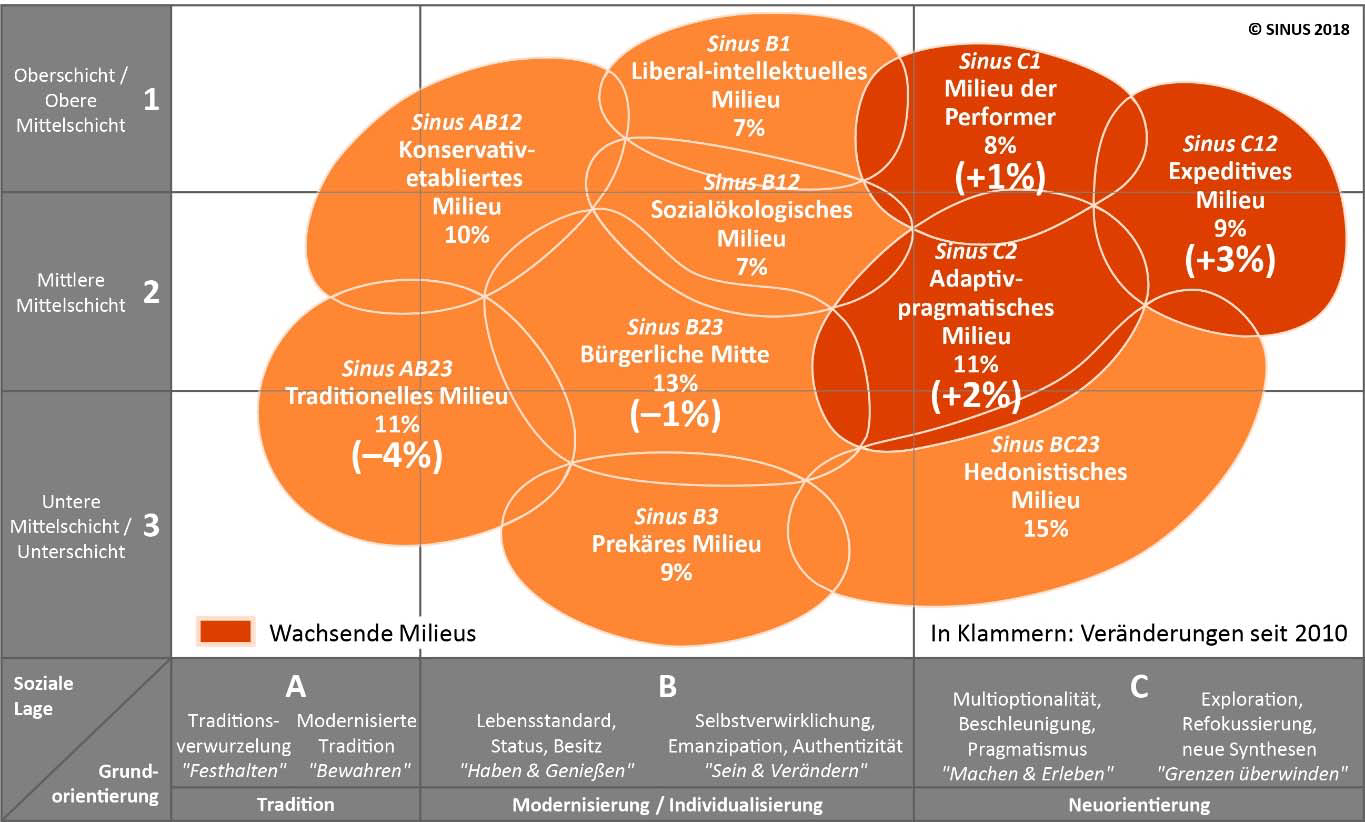 © SINUS 2018
Oberschicht /
Obere
Mittelschicht
1
Sinus B1
Liberal-intellektuelles
Milieu
7%
Sinus C1
Milieu der
Performer
8%
(+1%)
Sinus AB12
Konservativ-
etabliertes
Milieu
10%
Sinus C12
Expeditives
Milieu
9%
(+3%)
Sinus B12
Sozialökologisches
Milieu
7%
Mittlere
Mittelschicht
2
Sinus C2
Adaptiv-
pragmatisches
Milieu
11%
(+2%)
Sinus B23
Bürgerliche Mitte
13%
(–1%)
Sinus AB23
Traditionelles Milieu
11%
(–4%)
Sinus BC23
Hedonistisches
Milieu
15%
Untere
Mittelschicht /
Unterschicht
3
Sinus B3
Prekäres Milieu
9%
Wachsende Milieus
In Klammern: Veränderungen seit 2010
Soziale
Lage
Grund-
orientierung
A
Traditions-
verwurzelung
"Festhalten"
Modernisierte
Tradition
"Bewahren"
B
Lebensstandard,
Status, Besitz
"Haben & Genießen"
Selbstverwirklichung,
Emanzipation, Authentizität
"Sein & Verändern"
C
Multioptionalität,
Beschleunigung,
Pragmatismus
"Machen & Erleben"
Exploration,
Refokussierung,
neue Synthesen
"Grenzen überwinden"
Tradition
Modernisierung / Individualisierung
Neuorientierung